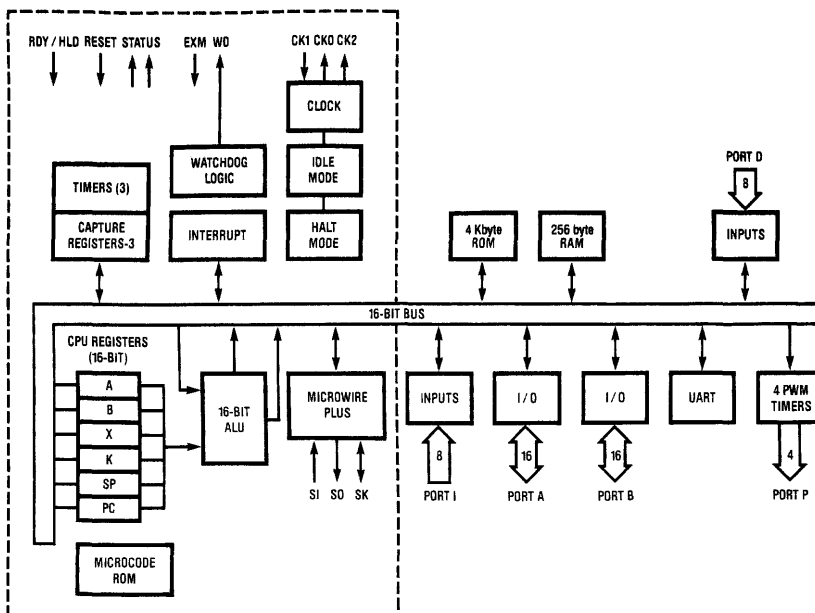 RDY / HLD RESET STATUS EXM WO CK1 CKO CK2
CLOCK
PORT D
8
WATCHDOG
LOGIC
IDLE
MODE
TIMERS (3)
CAPTURE
REGISTERS-3
INTERRUPT
HALT
MODE
4 Kbyte
ROM
256 byte
RAM
INPUTS
16-BIT BUS
CPU REGISTERS
(16-BIT)
A
B
X
K
SP
PC
16-BIT
ALU
MICROWIRE
PLUS
INPUTS
I / O
I / O
UART
4 PWM
TIMERS
8
16
16
4
SI SO SK
PORT I
PORT A
PORT B
PORT P
MICROCODE
ROM